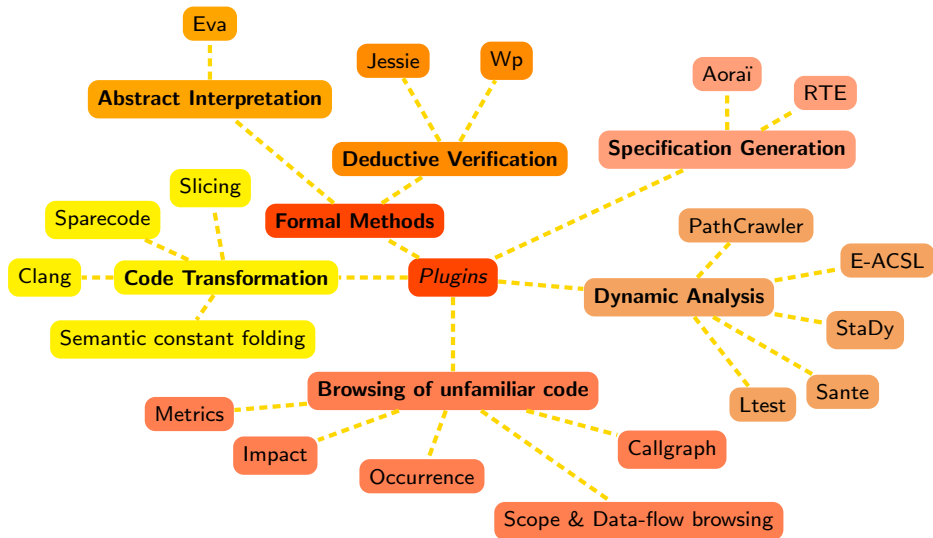 Eva
Jessie
Wp
Aoraï
RTE
Abstract Interpretation
Deductive Verification
Specification Generation
Slicing
Sparecode
Formal Methods
PathCrawler
Clang
Code Transformation
Plugins
Dynamic Analysis
E-ACSL
Semantic constant folding
StaDy
Browsing of unfamiliar code
Sante
Ltest
Metrics
Impact
Occurrence
Callgraph
Scope & Data-flow browsing